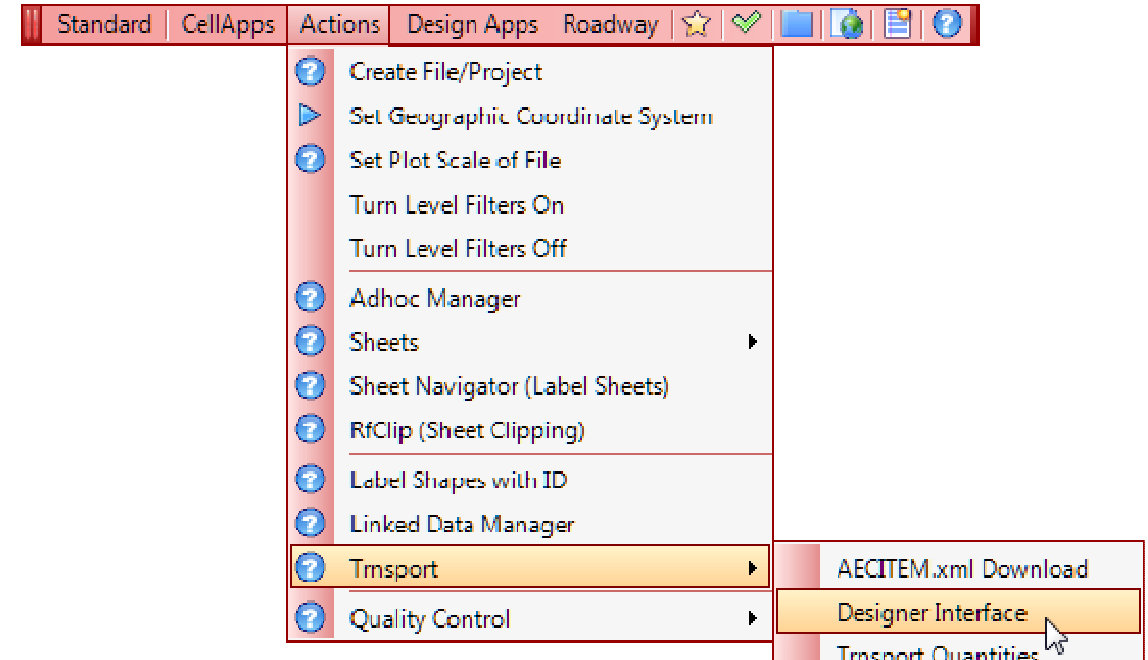 Standard CellApps Actions Design Apps Roadway
Create File/Project
Set Geographic Coordinate System
Set Plot Scale of File
Turn Level Filters On
Turn Level Filters Off
Adhoc Manager
Sheets
Sheet Navigator (Label Sheets)
RfClip (Sheet Clipping)
Label Shapes with ID
Linked Data Manager
Trnsport
AECITEM.xml Download
Designer Interface
Quality Control
Trnsport Quantities